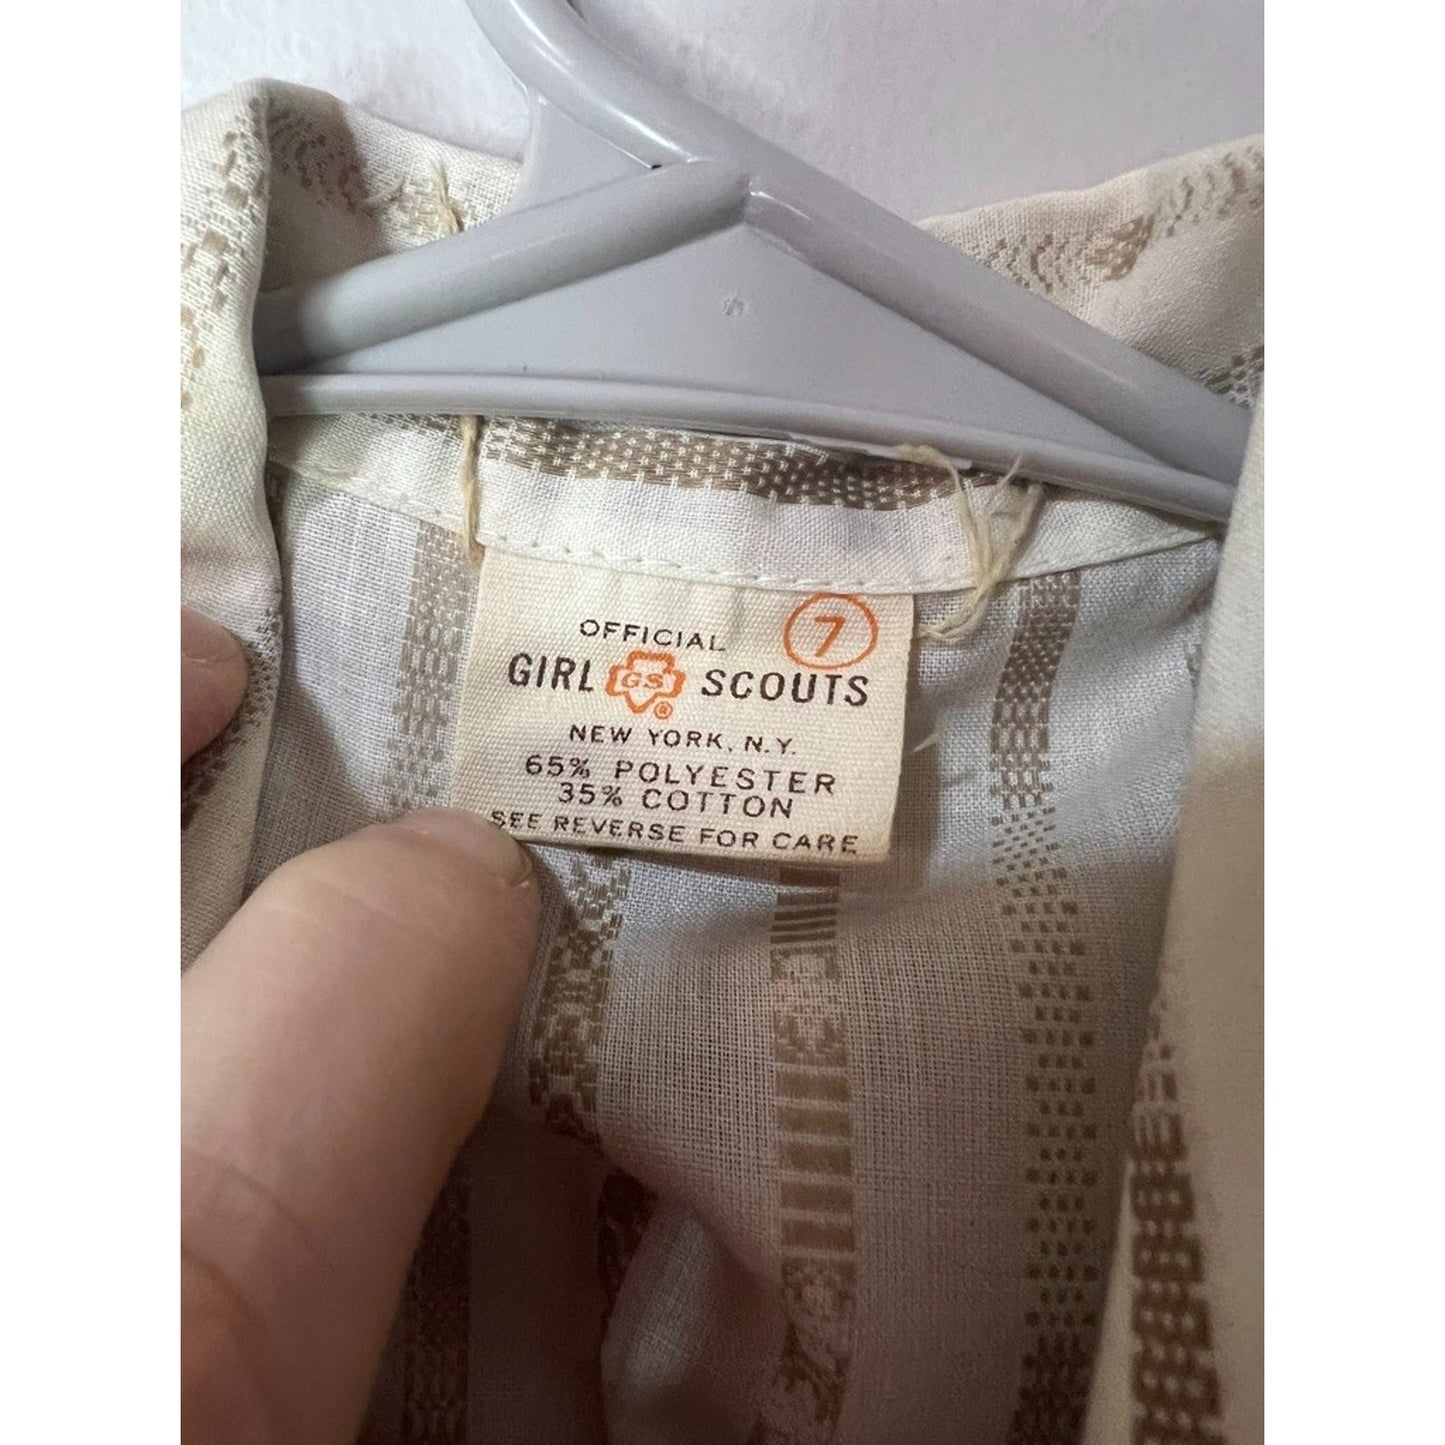 7
OFFICIAL
GIRL GS SCOUTS
®
NEW YORK, N.Y.
65% POLYESTER
35% COTTON
SEE REVERSE FOR CARE